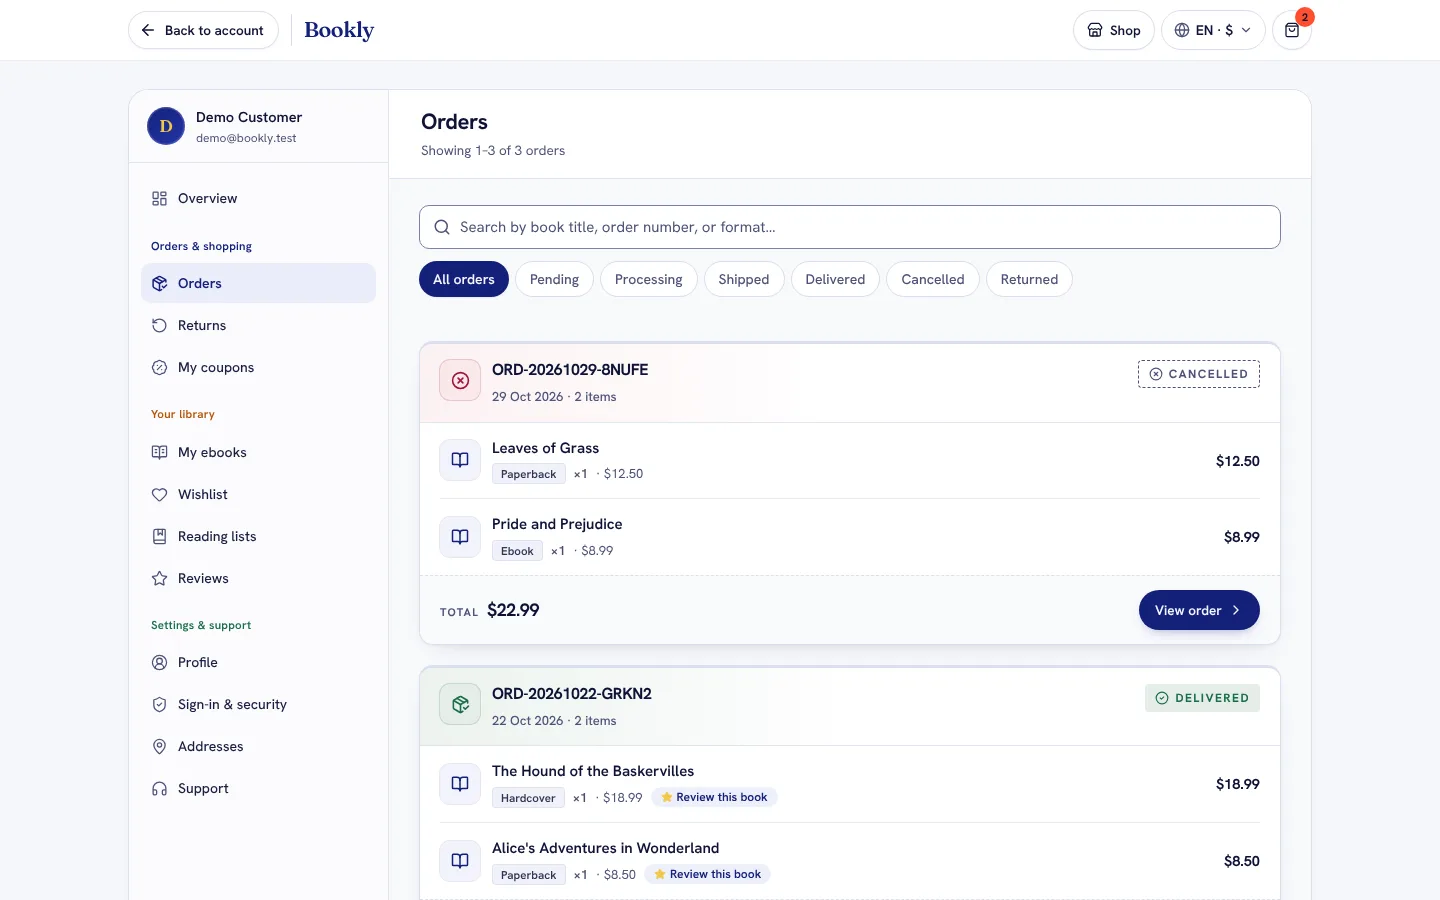 Back to account
Bookly
Shop
EN · $
2
D
Demo Customer
demo@bookly.test
Overview
Orders & shopping
Orders
Returns
My coupons
Your library
My ebooks
Wishlist
Reading lists
Reviews
Settings & support
Profile
Sign-in & security
Addresses
Support
Orders
Showing 1–3 of 3 orders
Search by book title, order number, or format...
All orders
Pending
Processing
Shipped
Delivered
Cancelled
Returned
ORD-20261029-8NUFE
29 Oct 2026 · 2 items
CANCELLED
Leaves of Grass
Paperback ×1 · $12.50
$12.50
Pride and Prejudice
Ebook ×1 · $8.99
$8.99
TOTAL $22.99
View order
ORD-20261022-GRKN2
22 Oct 2026 · 2 items
DELIVERED
The Hound of the Baskervilles
Hardcover ×1 · $18.99 Review this book
$18.99
Alice's Adventures in Wonderland
Paperback ×1 · $8.50 Review this book
$8.50